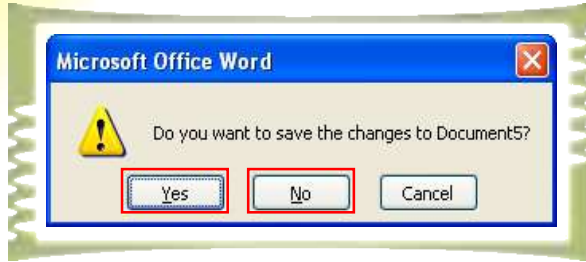 Microsoft Office Word
Do you want to save the changes to Document5?
Yes No Cancel